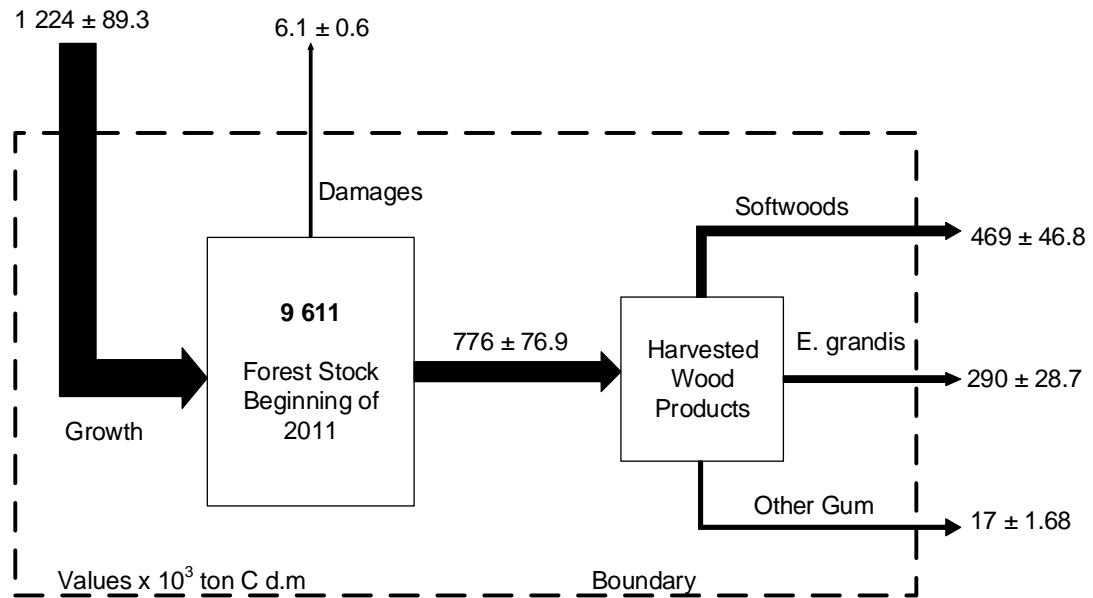 1 224 ± 89.3
6.1 ± 0.6
Damages
Softwoods
469 ± 46.8
9 611
Forest Stock
Beginning of
2011
776 ± 76.9
Harvested
Wood
Products
E. grandis
290 ± 28.7
Growth
Other Gum
17 ± 1.68
Values x 10³ ton C d.m
Boundary